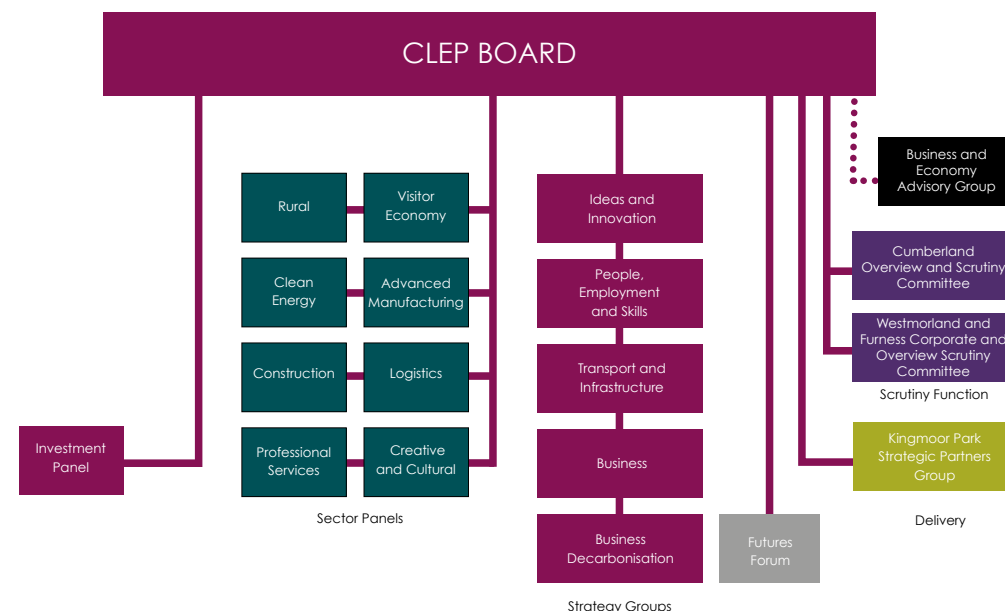 CLEP BOARD
Business and
Economy
Advisory Group
Rural
Visitor
Economy
Ideas and
Innovation
Cumberland
Overview and Scrutiny
Committee
Clean
Energy
Advanced
Manufacturing
People,
Employment
and Skills
Westmorland and
Furness Corporate and
Overview Scrutiny
Committee
Scrutiny Function
Construction
Logistics
Transport and
Infrastructure
Investment
Panel
Professional
Services
Creative
and Cultural
Sector Panels
Business
Kingmoor Park
Strategic Partners
Group
Delivery
Business
Decarbonisation
Futures
Forum
Strategy Groups